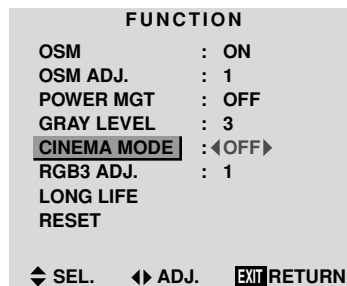 FUNCTION
OSM : ON
OSM ADJ. : 1
POWER MGT : OFF
GRAY LEVEL : 3
CINEMA MODE : OFF
RGB3 ADJ. : 1
LONG LIFE
RESET
SEL. ADJ. EXIT RETURN